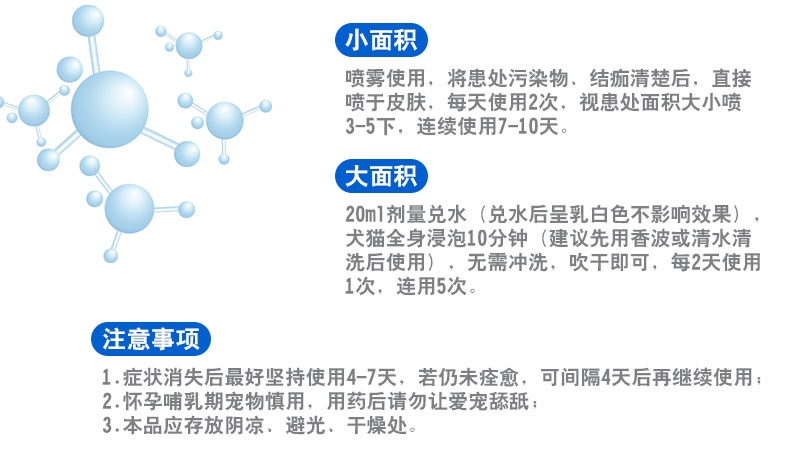 小面积
喷雾使用，将患处污染物、结痂清楚后，直接
喷于皮肤，每天使用2次，视患处面积大小喷
3-5下，连续使用7-10天。
大面积
20ml剂量兑水（兑水后呈乳白色不影响效果），
犬猫全身浸泡10分钟（建议先用香波或清水清
洗后使用），无需冲洗，吹干即可，每2天使用
1次，连用5次。
注意事项
1.症状消失后最好坚持使用4-7天，若仍未痊愈，可间隔4天后再继续使用；
2.怀孕哺乳期宠物慎用，用药后请勿让爱宠舔舐；
3.本品应存放阴凉、避光、干燥处。